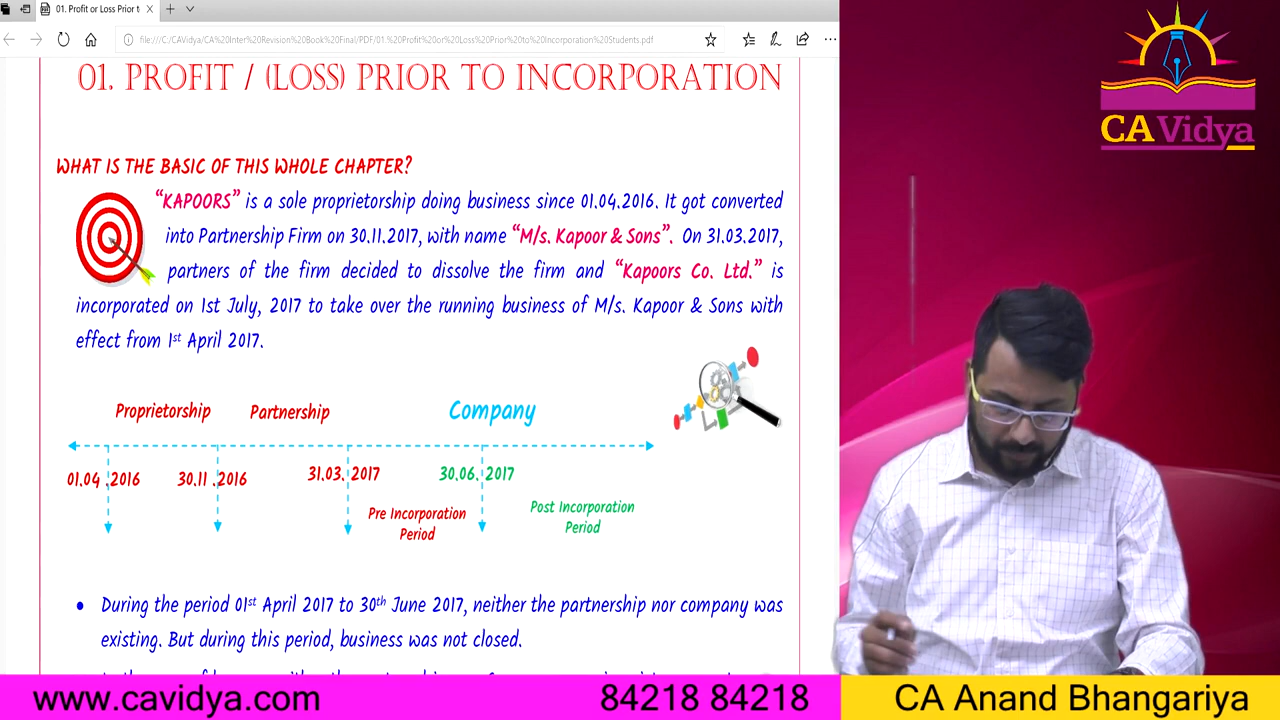 01. Profit or Loss Prior t
file:///C:/CAVidya/CA%20Inter%20Revision%20Book%20Final/PDF/01.%20Profit%20or%20Loss%20Prior%20to%20Incorporation%20Students.pdf
01. PROFIT / (LOSS) PRIOR TO INCORPORATION
CA Vidya
WHAT IS THE BASIC OF THIS WHOLE CHAPTER?
“KAPOORS” is a sole proprietorship doing business since 01.04.2016. It got converted
into Partnership Firm on 30.11.2017, with name “M/s. Kapoor & Sons”. On 31.03.2017,
partners of the firm decided to dissolve the firm and “Kapoors Co. Ltd.” is
incorporated on 1st July, 2017 to take over the running business of M/s. Kapoor & Sons with
effect from 1st April 2017.
Proprietorship Partnership Company
01.04 .2016 30.11 .2016 31.03. 2017 30.06. 2017
Pre Incorporation Period
Post Incorporation Period
• During the period 01st April 2017 to 30th June 2017, neither the partnership nor company was
existing. But during this period, business was not closed.
www.cavidya.com 84218 84218 CA Anand Bhangariya